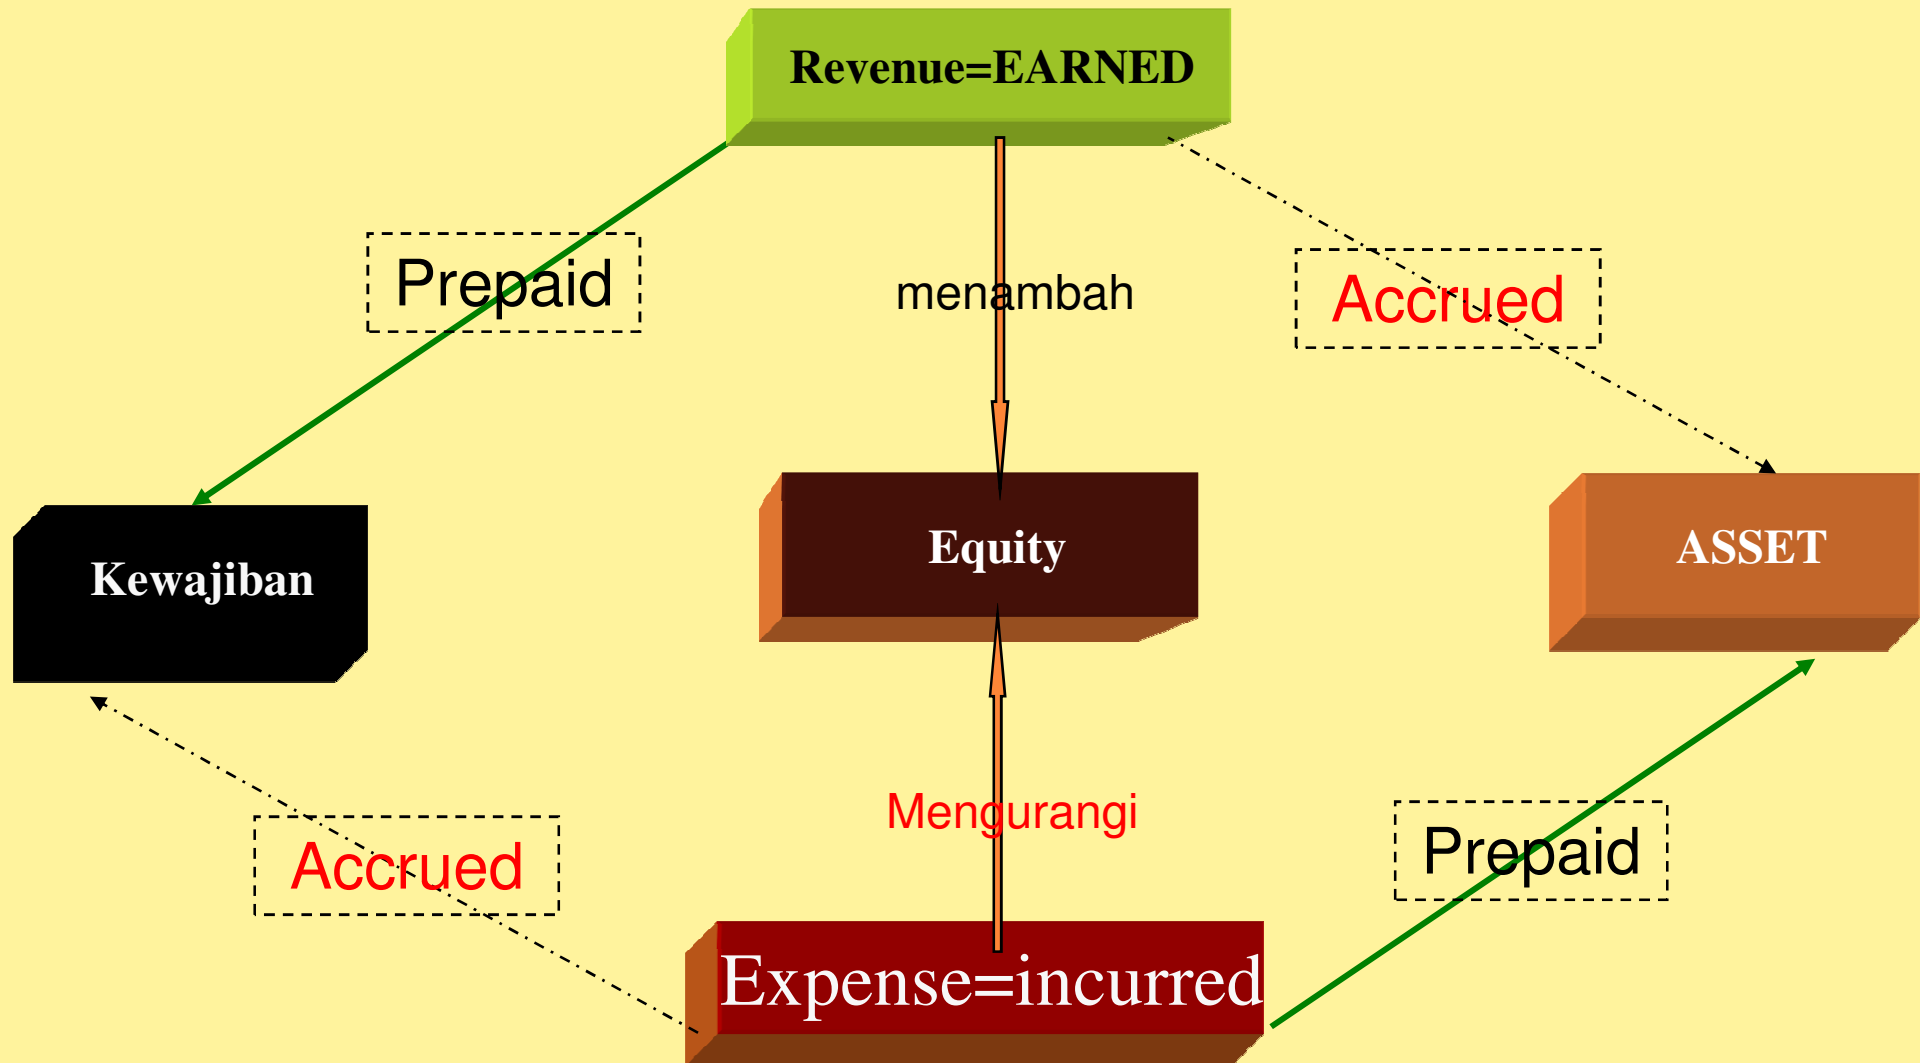 Revenue=EARNED
Prepaid
menambah
Accrued
Kewajiban
Equity
ASSET
Accrued
Mengurangi
Prepaid
Expense=incurred